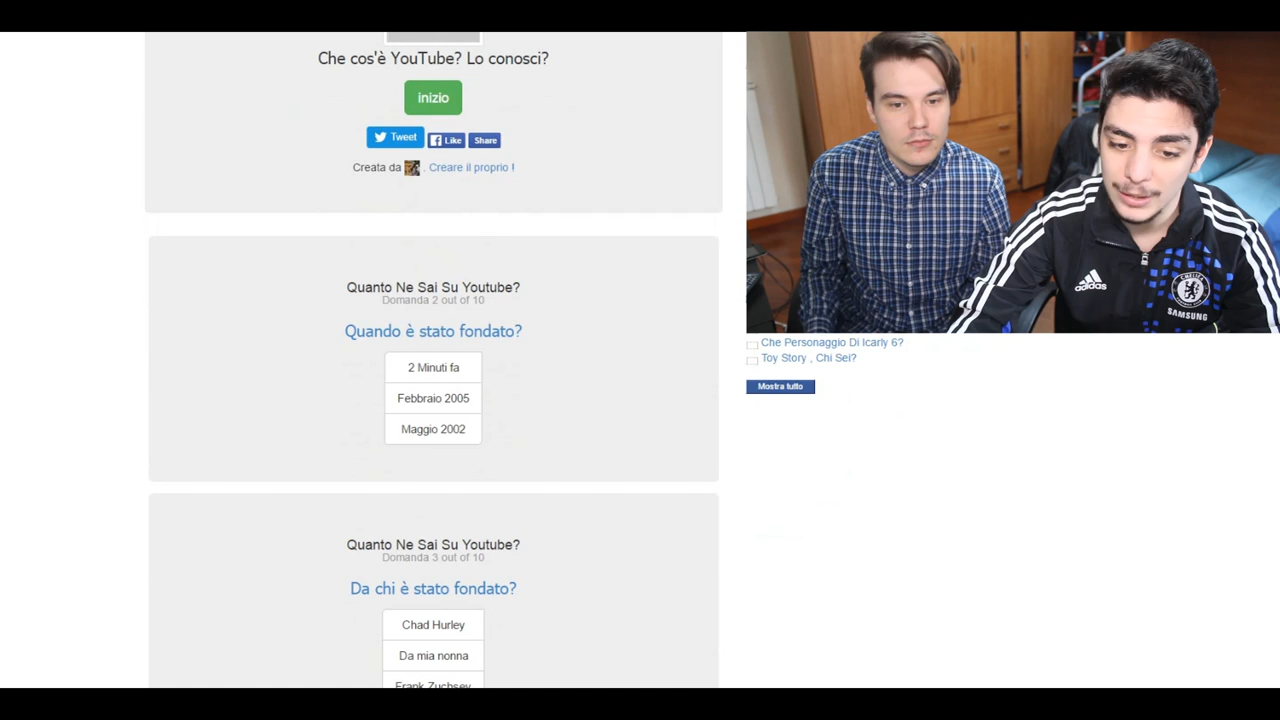 Che cos'è YouTube? Lo conosci?
inizio
Tweet
Like
Share
Creata da . Creare il proprio !
Quanto Ne Sai Su Youtube?
Domanda 2 out of 10
Quando è stato fondato?
2 Minuti fa
Febbraio 2005
Maggio 2002
Quanto Ne Sai Su Youtube?
Domanda 3 out of 10
Da chi è stato fondato?
Chad Hurley
Da mia nonna
Frank Zuchsey
adidas
CHELSEA
SAMSUNG
Che Personaggio Di Icarly 6?
Toy Story , Chi Sei?
Mostra tutto